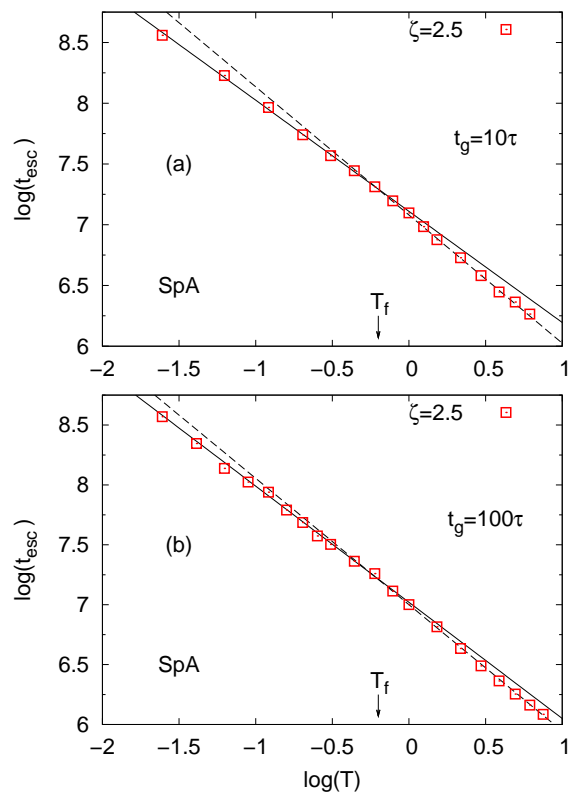 8.5
ζ=2.5
8
log(t_esc)
7.5
(a)
t_g=10τ
7
6.5
SpA
T_f
6
−2 −1.5 −1 −0.5 0 0.5 1
8.5
ζ=2.5
8
log(t_esc)
7.5
(b)
t_g=100τ
7
6.5
SpA
T_f
6
−2 −1.5 −1 −0.5 0 0.5 1
log(T)